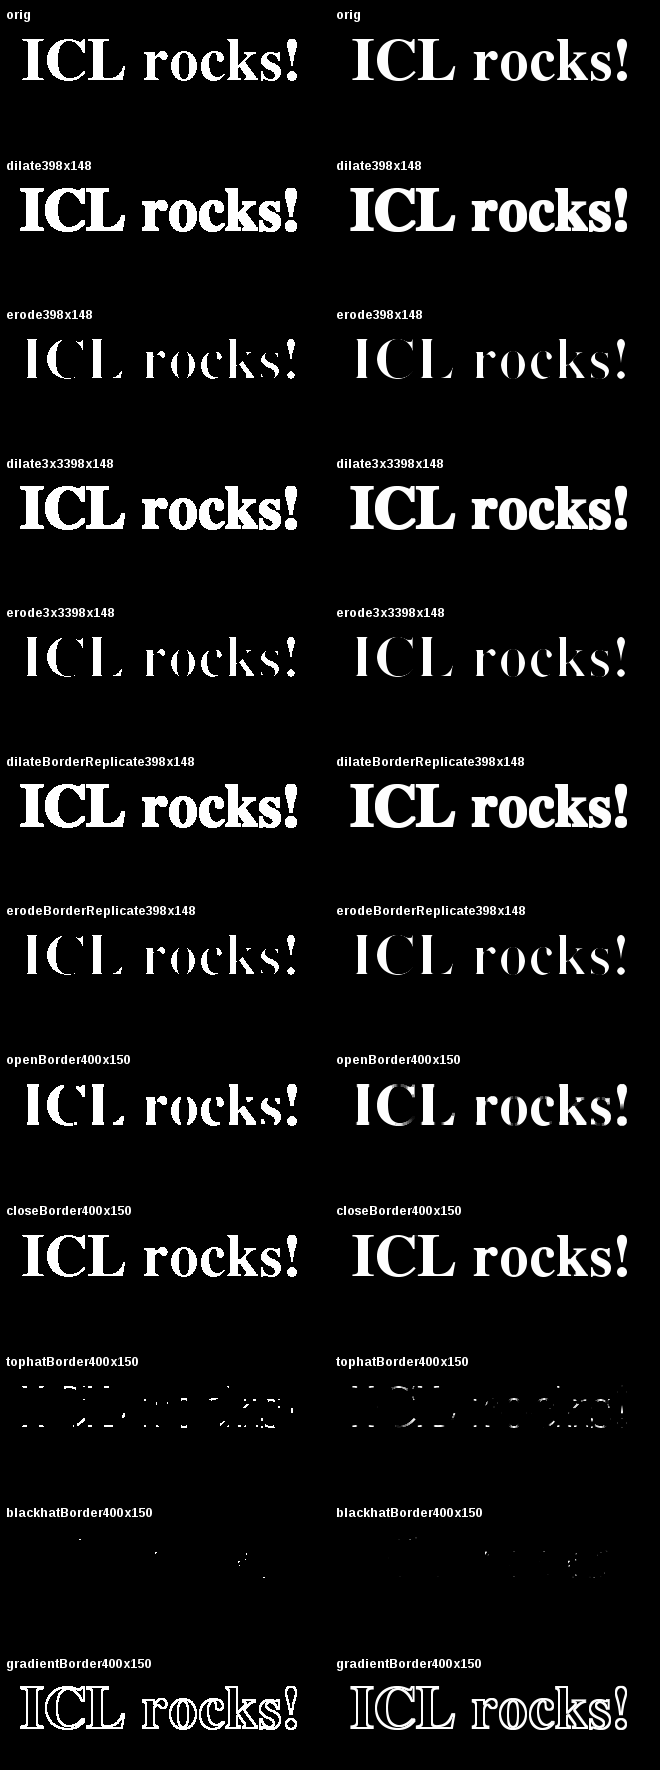 orig orig
ICL rocks! ICL rocks!
dilate398x148 dilate398x148
ICL rocks! ICL rocks!
erode398x148 erode398x148
ICL rocks! ICL rocks!
dilate3x3398x148 dilate3x3398x148
ICL rocks! ICL rocks!
erode3x3398x148 erode3x3398x148
ICL rocks! ICL rocks!
dilateBorderReplicate398x148 dilateBorderReplicate398x148
ICL rocks! ICL rocks!
erodeBorderReplicate398x148 erodeBorderReplicate398x148
ICL rocks! ICL rocks!
openBorder400x150 openBorder400x150
ICL rocks! ICL rocks!
closeBorder400x150 closeBorder400x150
ICL rocks! ICL rocks!
tophatBorder400x150 tophatBorder400x150
blackhatBorder400x150 blackhatBorder400x150
gradientBorder400x150 gradientBorder400x150
ICL rocks! ICL rocks!